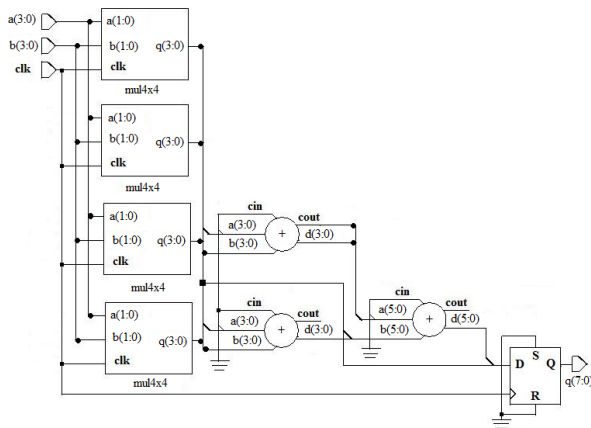 a(3:0)
b(3:0)
clk
a(1:0)
b(1:0) q(3:0)
clk
mul4x4
a(1:0)
b(1:0) q(3:0)
clk
mul4x4
a(1:0)
b(1:0) q(3:0)
clk
mul4x4
a(1:0)
b(1:0) q(3:0)
clk
mul4x4
cin
a(3:0)
b(3:0)
+
cout
d(3:0)
cin
a(3:0)
b(3:0)
+
cout
d(3:0)
cin
a(5:0)
b(5:0)
+
cout
d(5:0)
S
D Q
R
q(7:0)